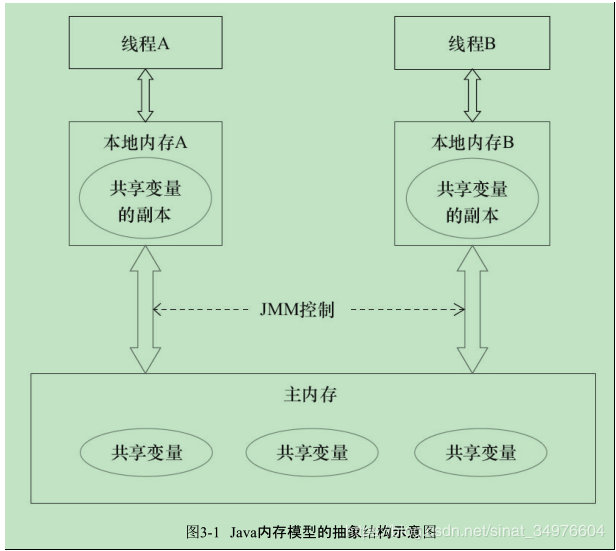 线程A
线程B
本地内存A
本地内存B
共享变量
的副本
共享变量
的副本
JMM控制
主内存
共享变量
共享变量
共享变量
图3-1 Java内存模型的抽象结构示意图
sdn.net/sinat_34976604